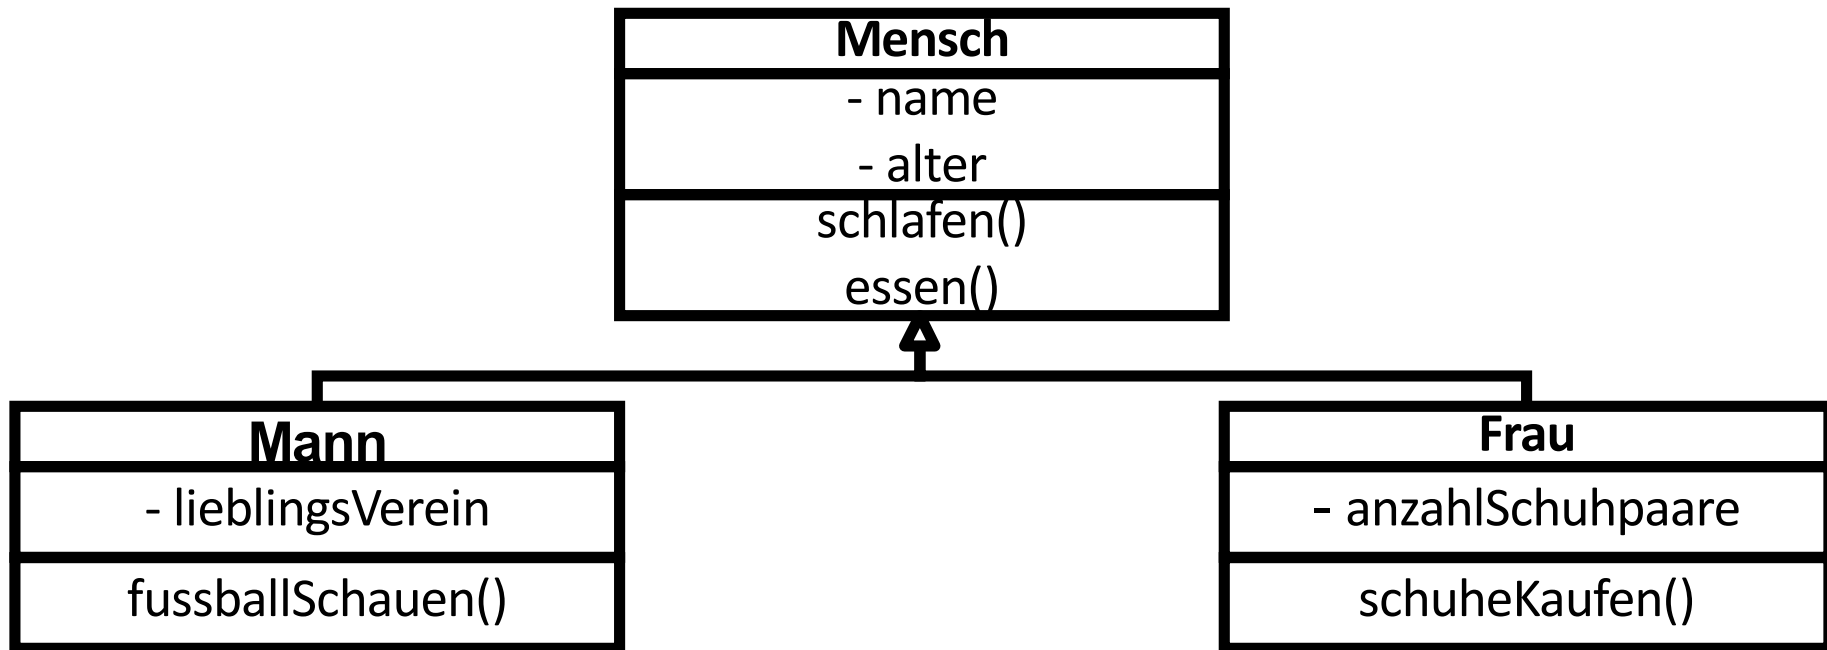 Mensch
- name
- alter
schlafen()
essen()
Mann
- lieblingsVerein
fussballSchauen()
Frau
- anzahlSchuhpaare
schuheKaufen()